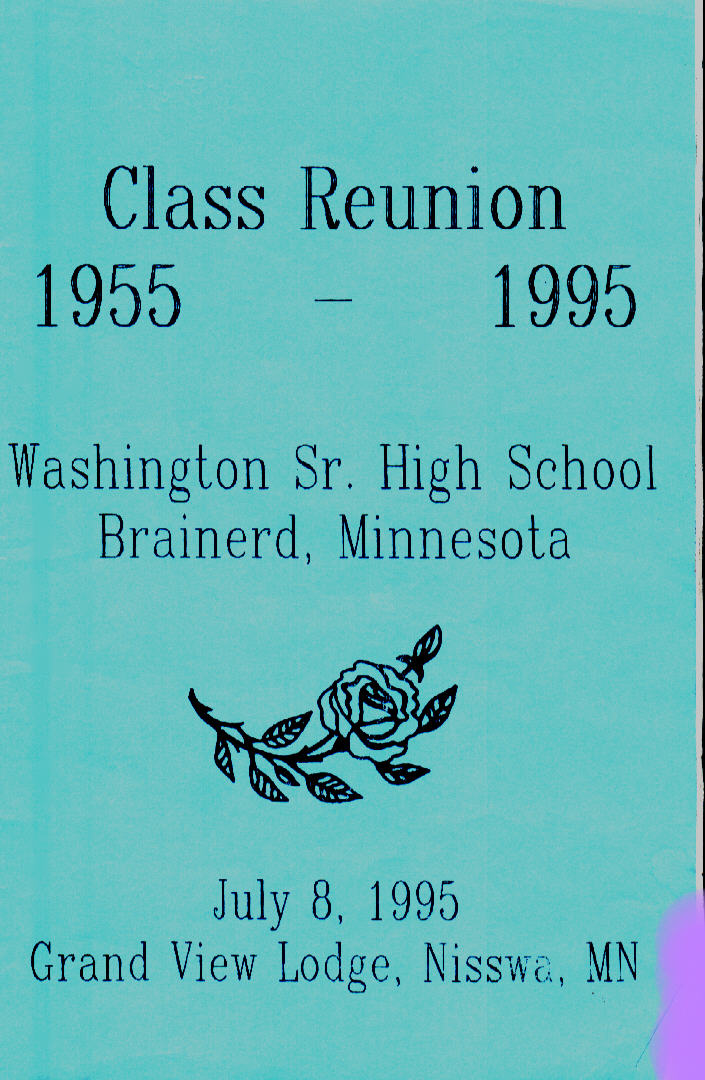 Class Reunion
1955 – 1995
Washington Sr. High School
Brainerd, Minnesota
July 8, 1995
Grand View Lodge, Nisswa, MN